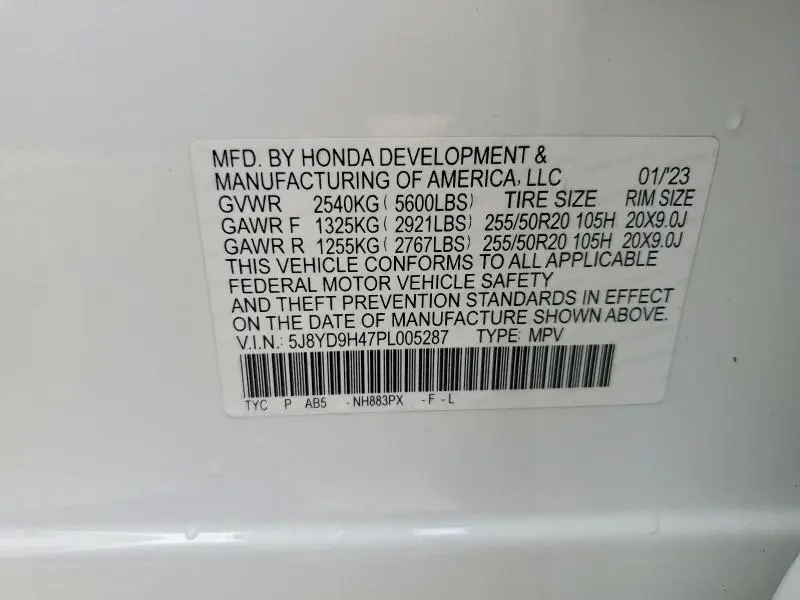 MFD. BY HONDA DEVELOPMENT &
MANUFACTURING OF AMERICA, LLC 01/'23
GVWR 2540KG ( 5600LBS) TIRE SIZE RIM SIZE
GAWR F 1325KG ( 2921LBS) 255/50R20 105H 20X9.0J
GAWR R 1255KG ( 2767LBS) 255/50R20 105H 20X9.0J
THIS VEHICLE CONFORMS TO ALL APPLICABLE
FEDERAL MOTOR VEHICLE SAFETY
AND THEFT PREVENTION STANDARDS IN EFFECT
ON THE DATE OF MANUFACTURE SHOWN ABOVE.
V.I.N.: 5J8YD9H47PL005287 TYPE: MPV
TYC P AB5 -NH883PX -F-L